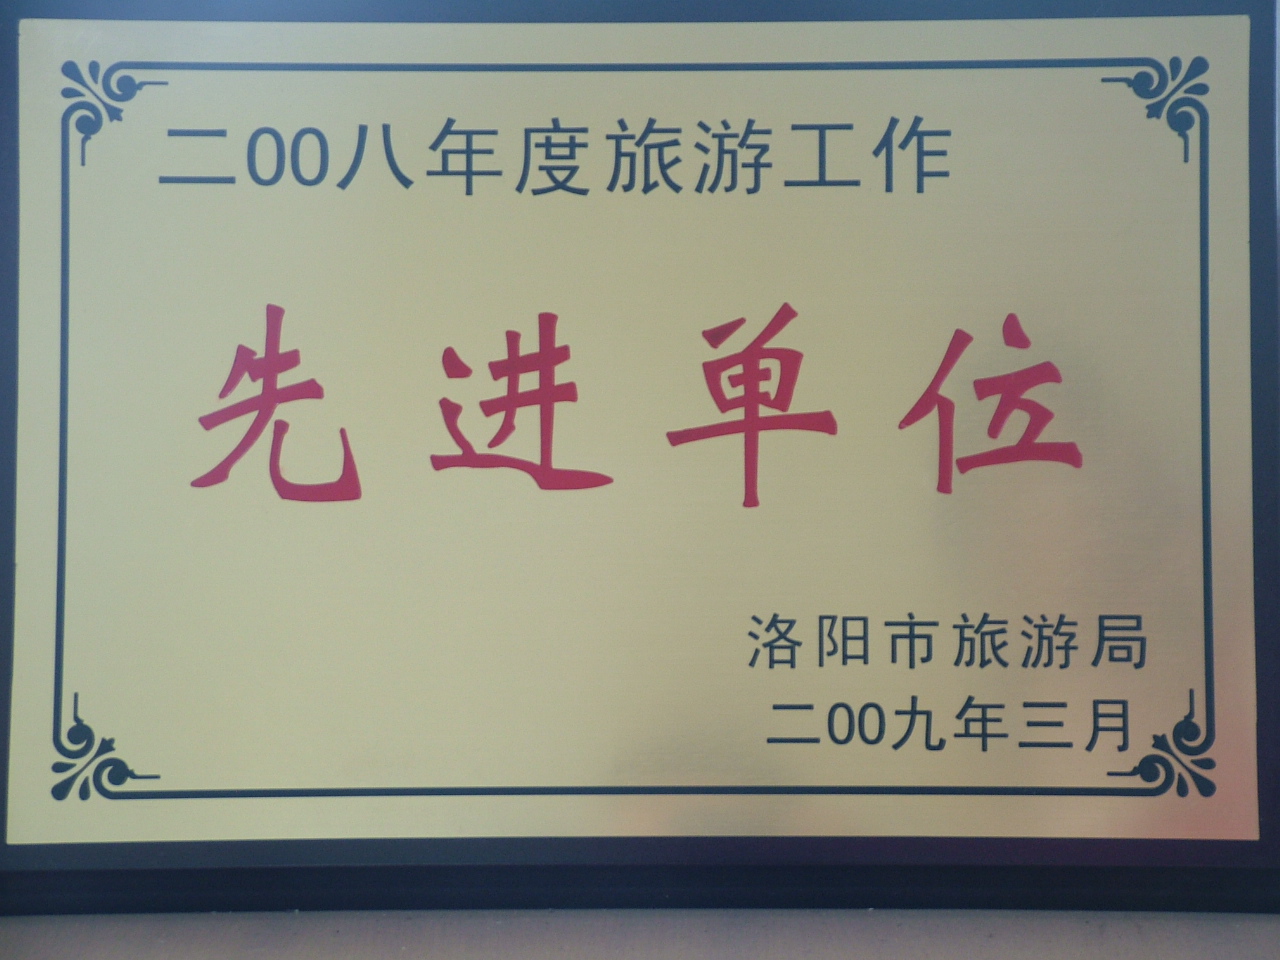 二00八年度旅游工作
先进单位
洛阳市旅游局
二00九年三月